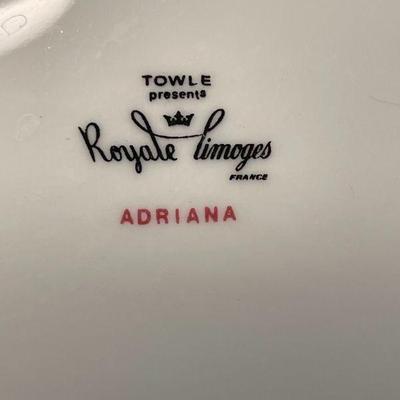 TOWLE
presents
Royale Limoges
FRANCE
ADRIANA